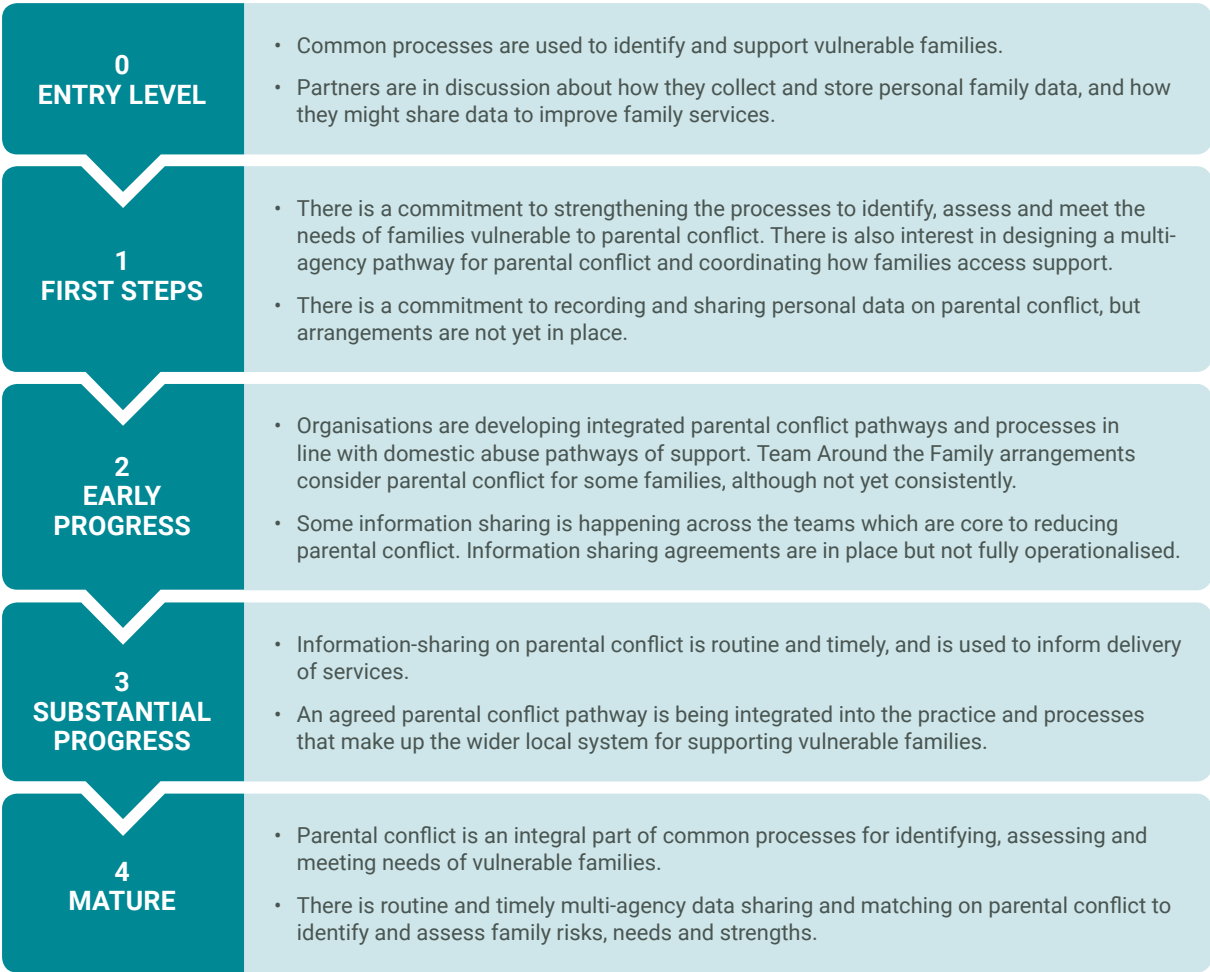 0
ENTRY LEVEL
• Common processes are used to identify and support vulnerable families.
• Partners are in discussion about how they collect and store personal family data, and how
they might share data to improve family services.
1
FIRST STEPS
• There is a commitment to strengthening the processes to identify, assess and meet the
needs of families vulnerable to parental conflict. There is also interest in designing a multi-
agency pathway for parental conflict and coordinating how families access support.
• There is a commitment to recording and sharing personal data on parental conflict, but
arrangements are not yet in place.
2
EARLY
PROGRESS
• Organisations are developing integrated parental conflict pathways and processes in
line with domestic abuse pathways of support. Team Around the Family arrangements
consider parental conflict for some families, although not yet consistently.
• Some information sharing is happening across the teams which are core to reducing
parental conflict. Information sharing agreements are in place but not fully operationalised.
3
SUBSTANTIAL
PROGRESS
• Information-sharing on parental conflict is routine and timely, and is used to inform delivery
of services.
• An agreed parental conflict pathway is being integrated into the practice and processes
that make up the wider local system for supporting vulnerable families.
4
MATURE
• Parental conflict is an integral part of common processes for identifying, assessing and
meeting needs of vulnerable families.
• There is routine and timely multi-agency data sharing and matching on parental conflict to
identify and assess family risks, needs and strengths.